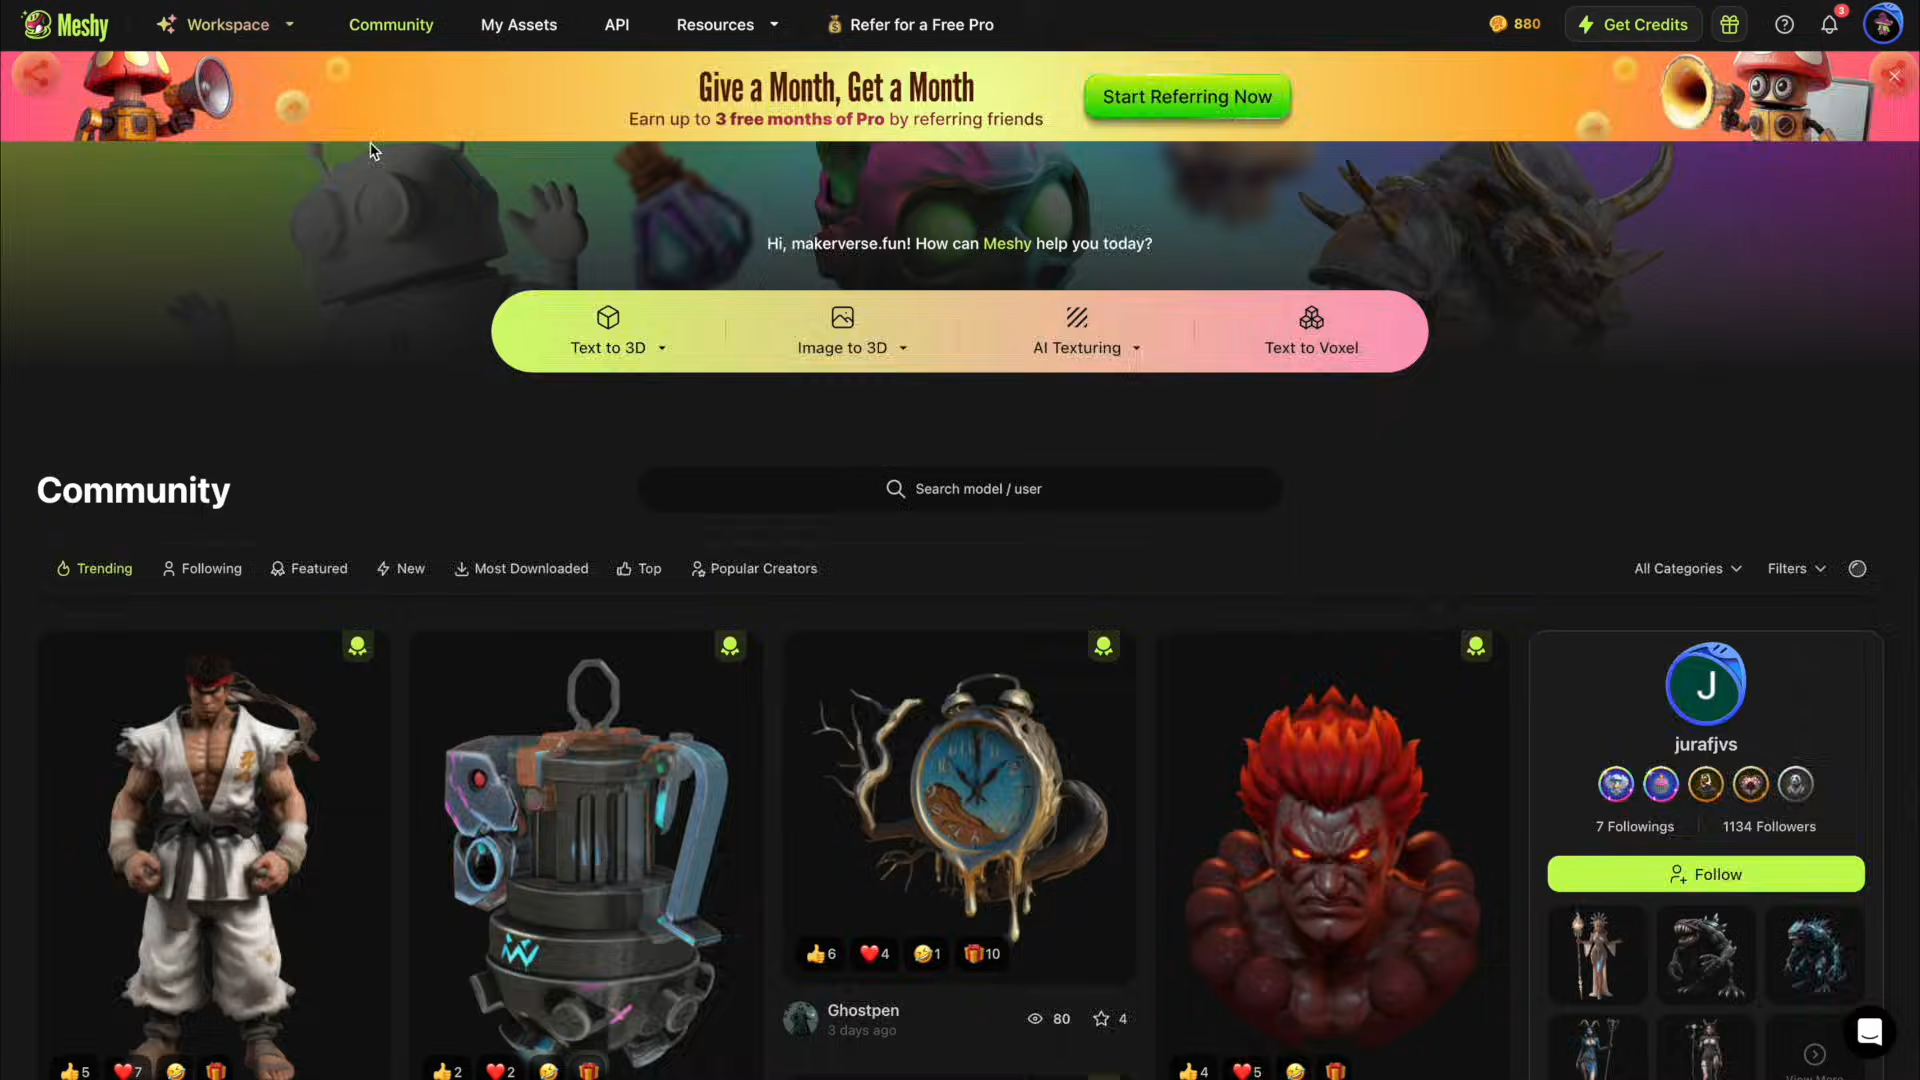 Meshy
Workspace
Community
My Assets
API
Resources
Refer for a Free Pro
880
Get Credits
3
Give a Month, Get a Month
Earn up to 3 free months of Pro by referring friends
Start Referring Now
Hi, makerverse.fun! How can Meshy help you today?
Text to 3D
Image to 3D
AI Texturing
Text to Voxel
Community
Search model / user
Trending
Following
Featured
New
Most Downloaded
Top
Popular Creators
All Categories
Filters
J
jurafjvs
7 Followings
1134 Followers
Follow
6
4
1
10
Ghostpen
3 days ago
80
4
5
7
2
2
4
5
View More